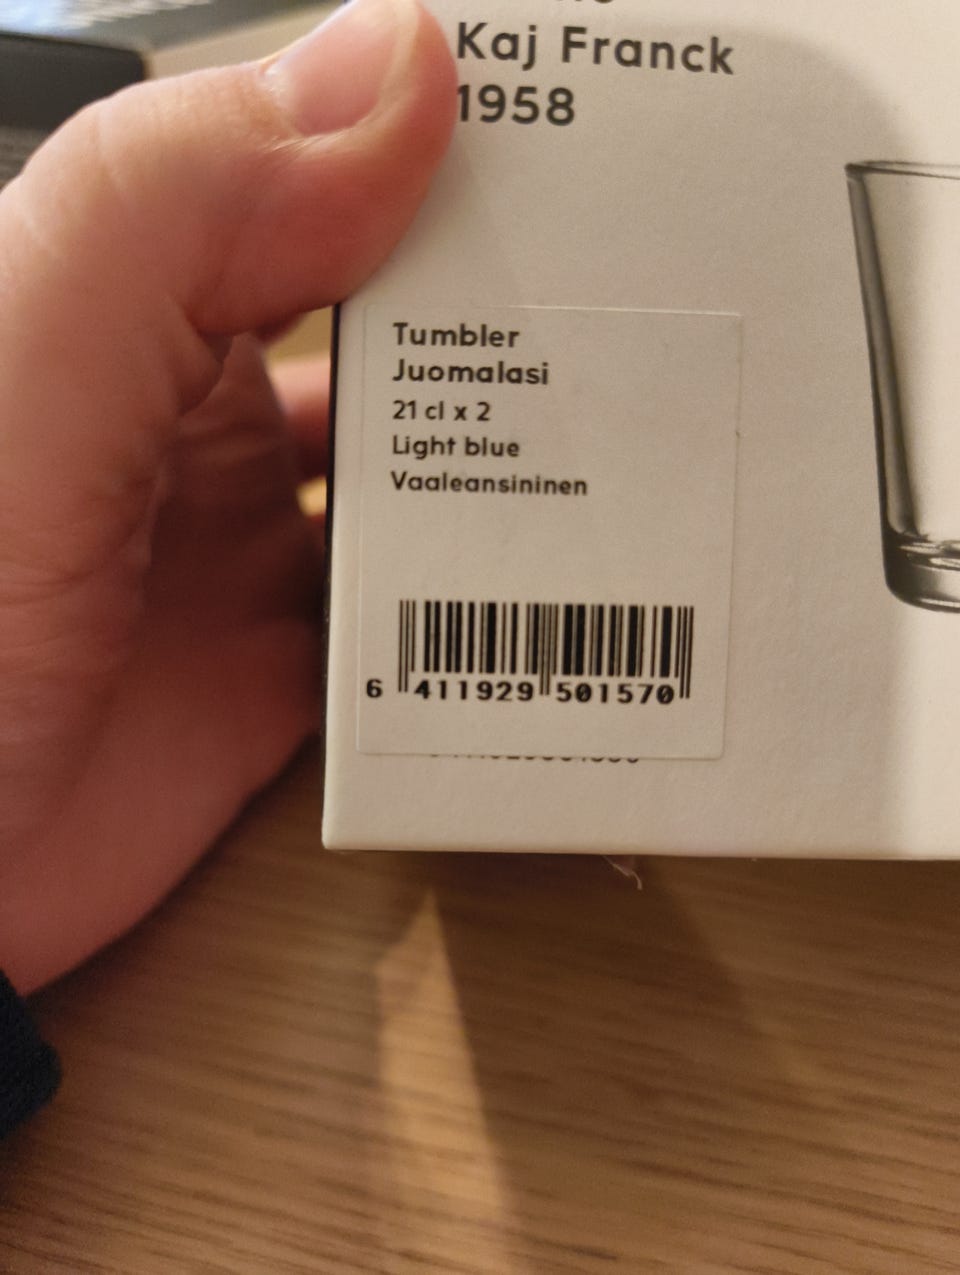 Kaj Franck
1958
Tumbler
Juomalasi
21 cl x 2
Light blue
Vaaleansininen
6 411929 501570